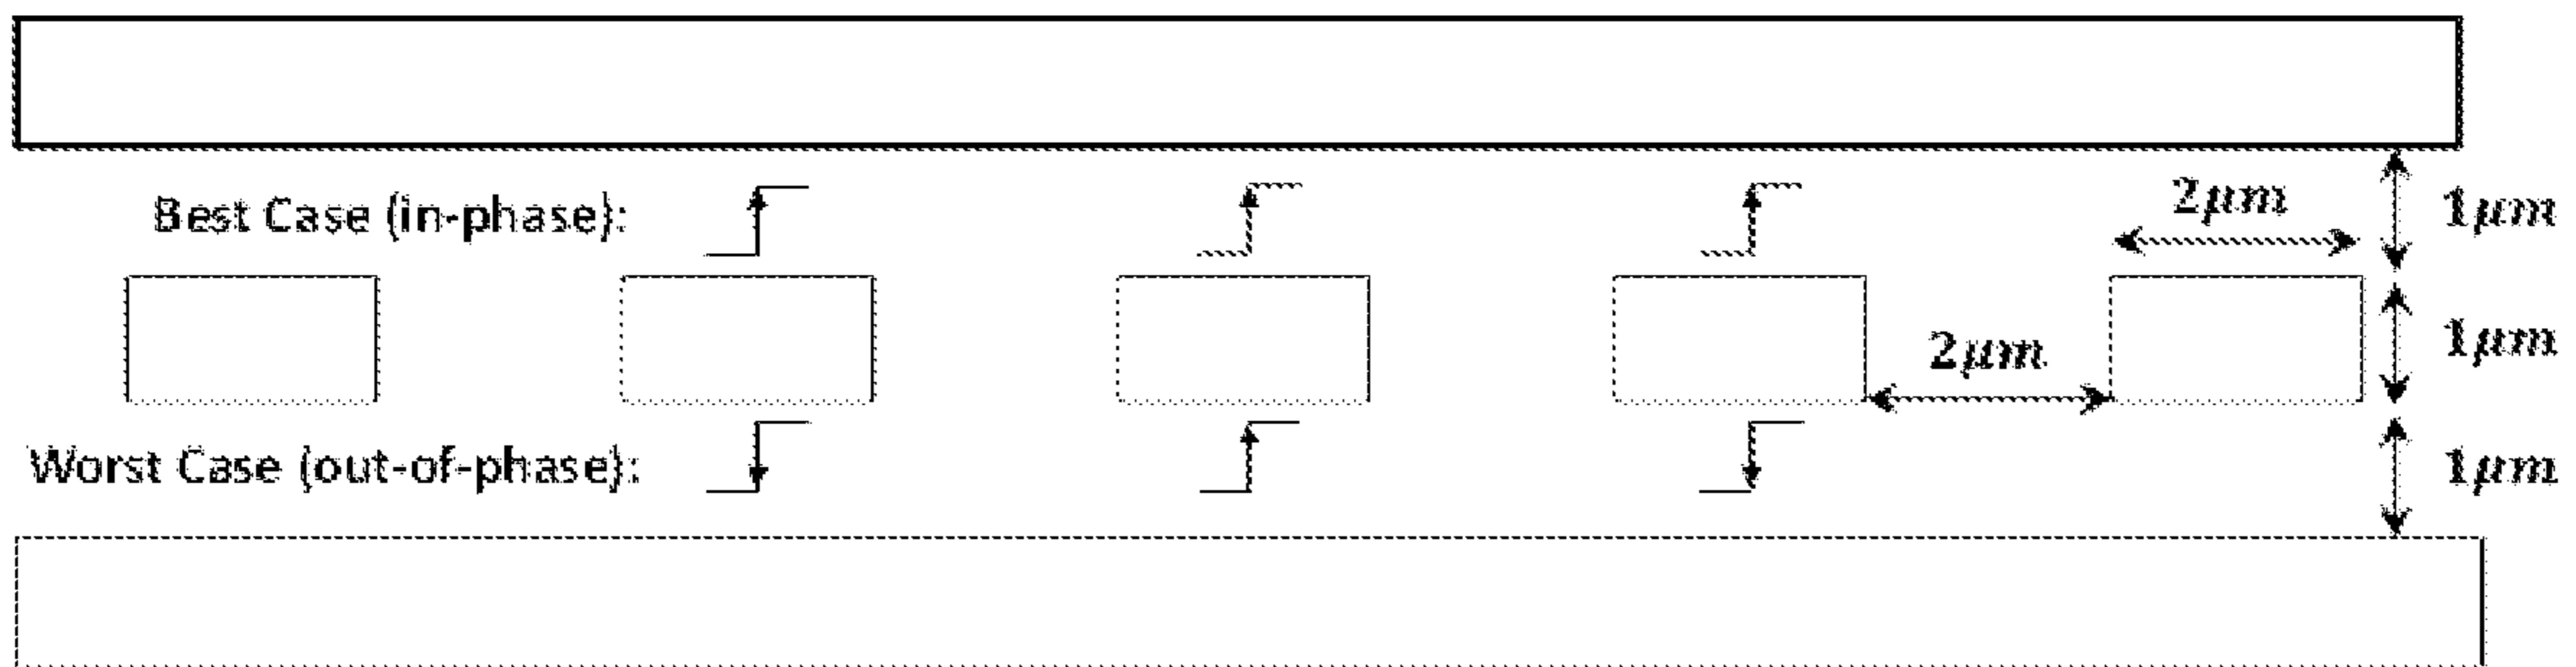 Best Case (in-phase):
2μm
1μm
2μm
1μm
Worst Case (out-of-phase):
1μm